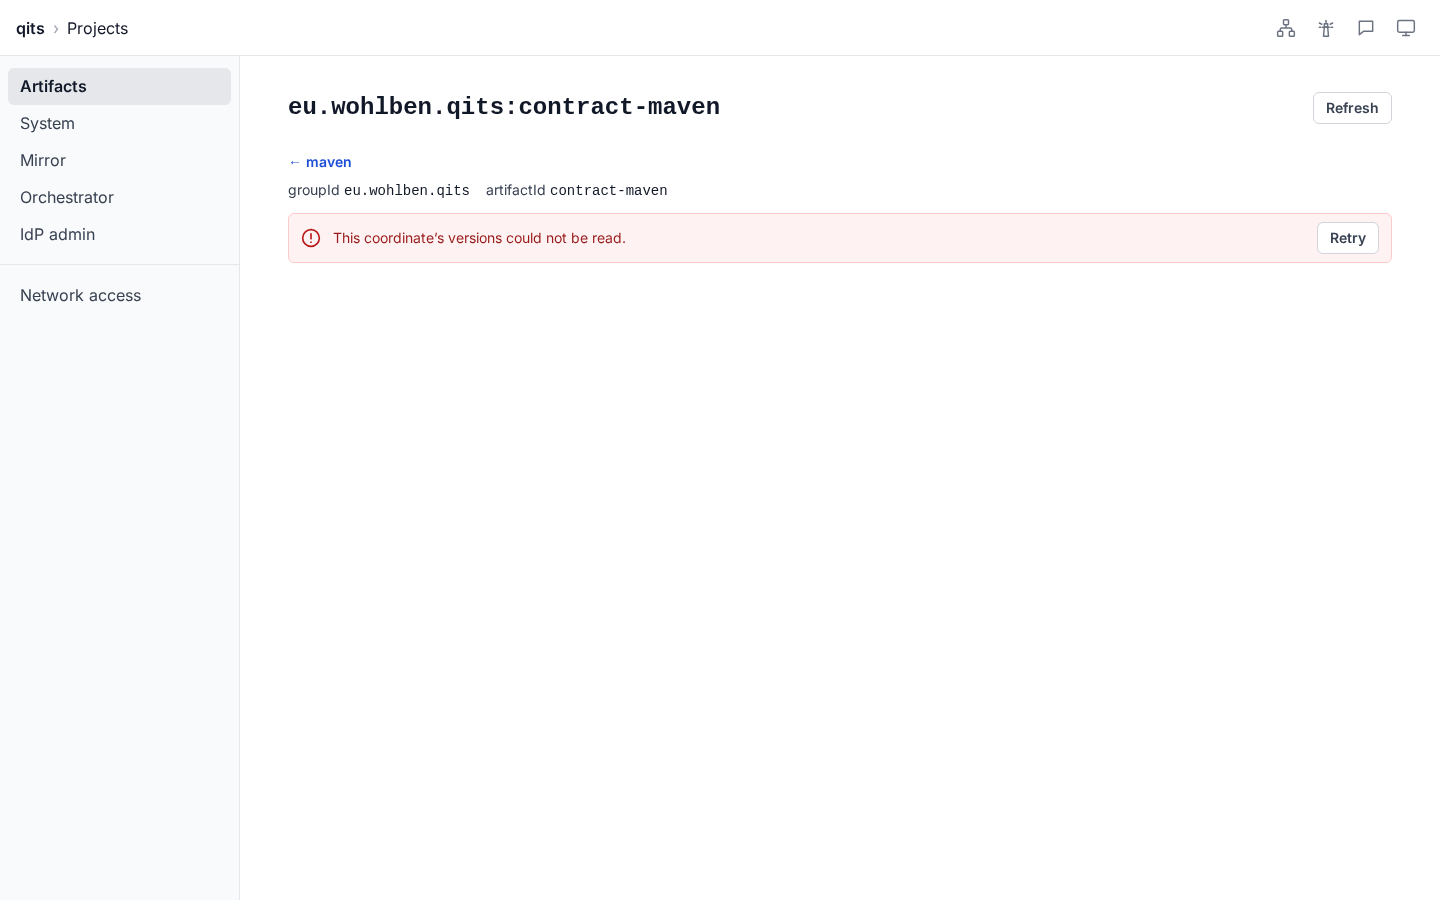 qits › Projects
Artifacts
System
Mirror
Orchestrator
IdP admin
Network access
eu.wohlben.qits:contract-maven
Refresh
← maven
groupId eu.wohlben.qits artifactId contract-maven
This coordinate’s versions could not be read.
Retry